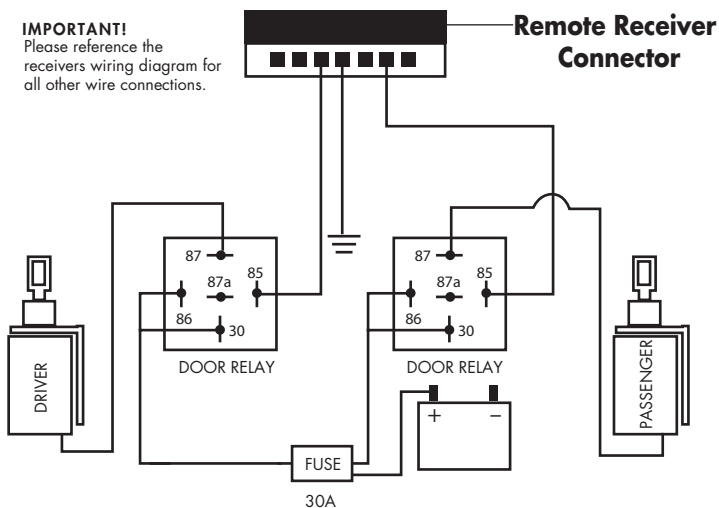 IMPORTANT!
Please reference the
receivers wiring diagram for
all other wire connections.
Remote Receiver
Connector
87
87a
85
86
30
DOOR RELAY
87
87a
85
86
30
DOOR RELAY
DRIVER
PASSENGER
+ −
FUSE
30A